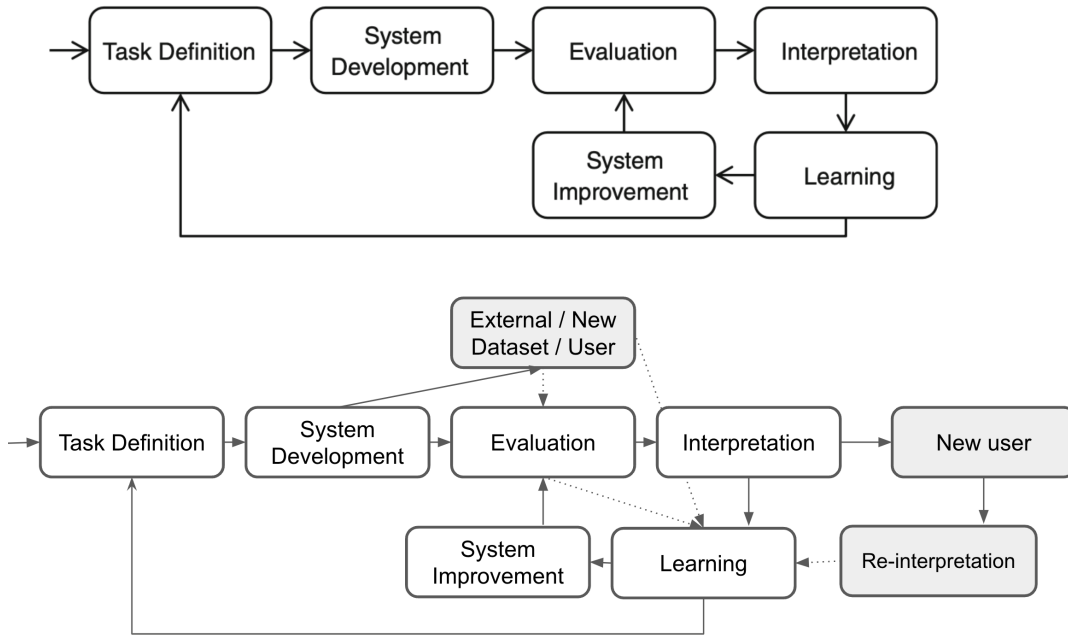 Task Definition
System
Development
Evaluation
Interpretation
System
Improvement
Learning
External / New
Dataset / User
Task Definition
System
Development
Evaluation
Interpretation
New user
System
Improvement
Learning
Re-interpretation